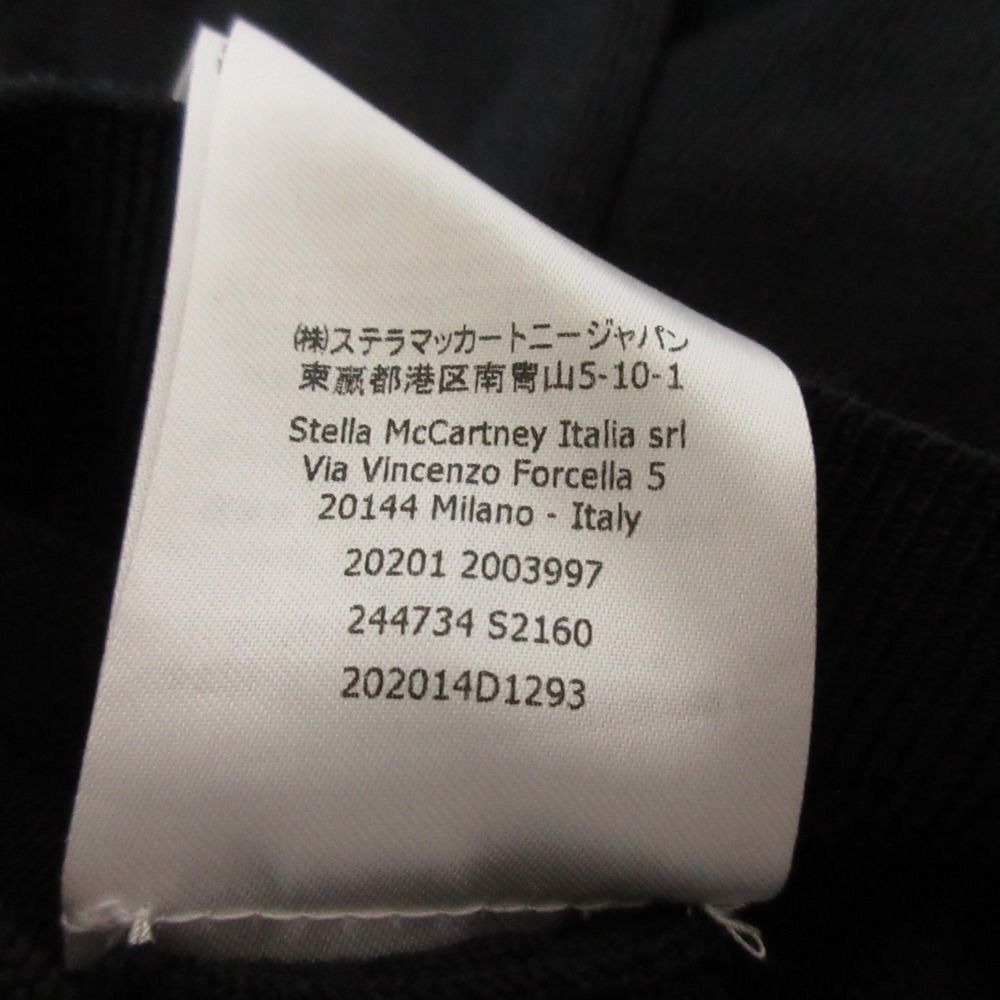 ㈱ステラマッカートニージャパン
東京都港区南青山5-10-1
Stella McCartney Italia srl
Via Vincenzo Forcella 5
20144 Milano - Italy
20201 2003997
244734 S2160
202014D1293